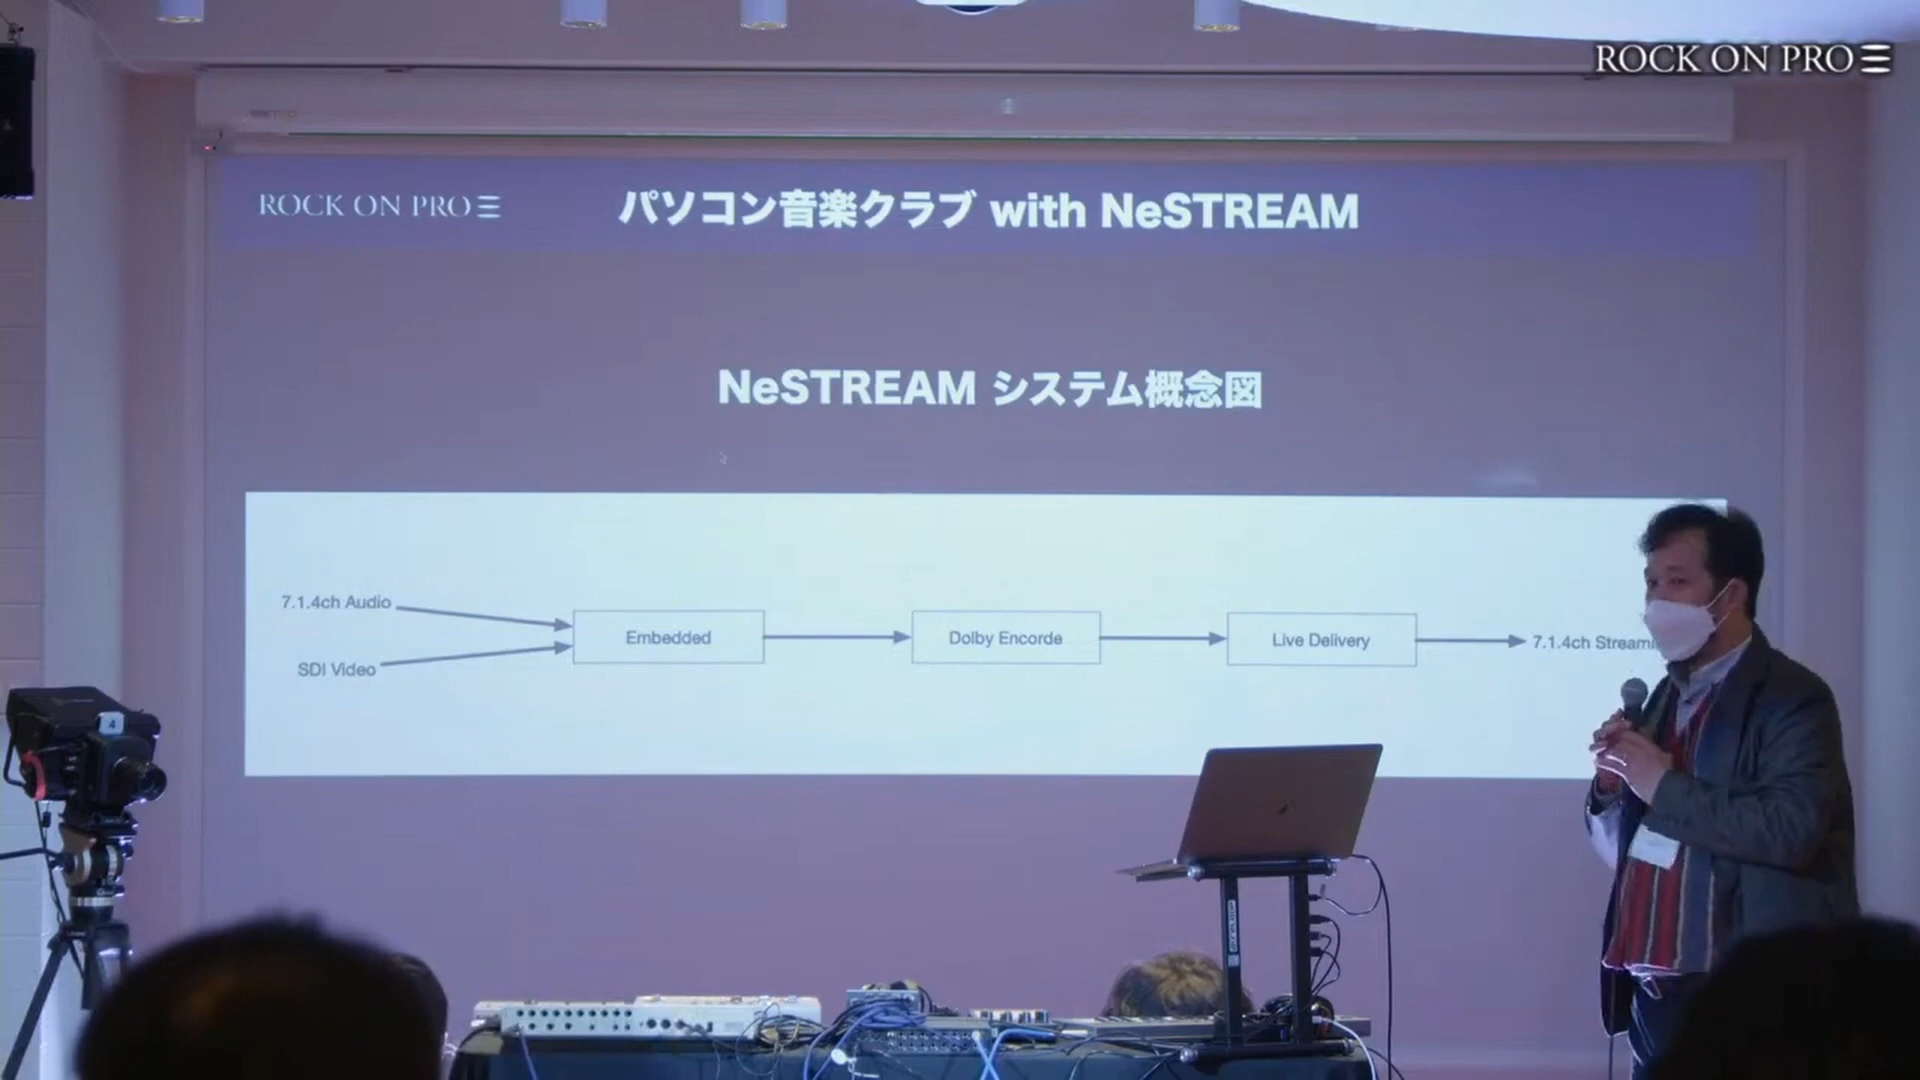 ROCK ON PRO
ROCK ON PRO
パソコン音楽クラブ with NeSTREAM
NeSTREAM システム概念図
7.1.4ch Audio
SDI Video
Embedded
Dolby Encorde
Live Delivery
7.1.4ch
4